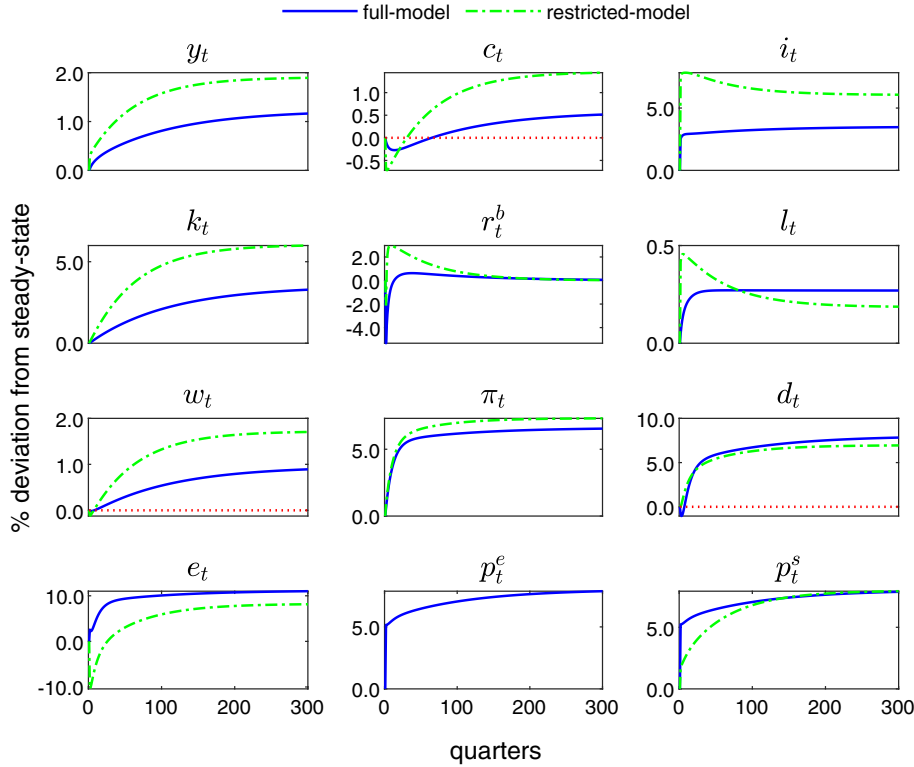 full-model restricted-model
y_t c_t i_t
2.0 1.0 0.0
1.0 0.5 0.0 -0.5
5.0 0.0
k_t r_t^b l_t
5.0 0.0
2.0 0.0 -2.0 -4.0
0.5 0.0
w_t π_t d_t
2.0 1.0 0.0
5.0 0.0
10.0 5.0 0.0
e_t p_t^e p_t^s
10.0 0.0 -10.0
5.0 0.0
5.0 0.0
0 100 200 300 0 100 200 300 0 100 200 300
% deviation from steady-state
quarters